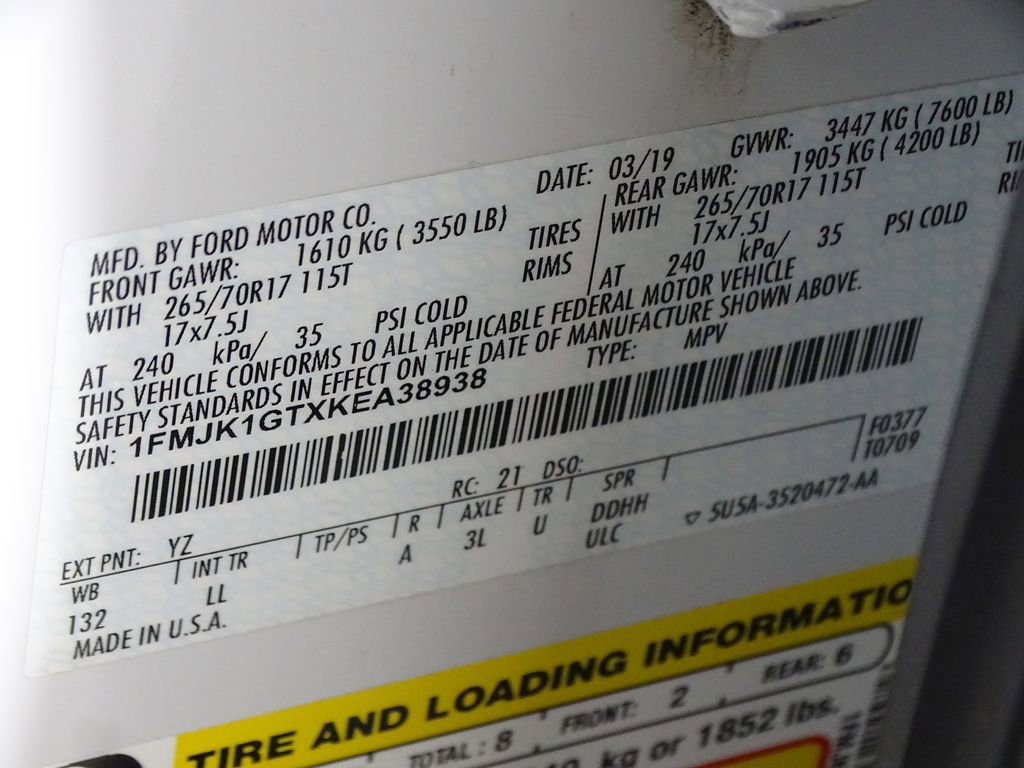 MFD. BY FORD MOTOR CO. DATE: 03/19 GVWR: 3447 KG ( 7600 LB)
FRONT GAWR: 1610 KG ( 3550 LB) REAR GAWR: 1905 KG ( 4200 LB)
WITH 265/70R17 115T TIRES WITH 265/70R17 115T TI
17x7.5J RIMS 17x7.5J RI
AT 240 kPa/ 35 PSI COLD AT 240 kPa/ 35 PSI COLD
THIS VEHICLE CONFORMS TO ALL APPLICABLE FEDERAL MOTOR VEHICLE
SAFETY STANDARDS IN EFFECT ON THE DATE OF MANUFACTURE SHOWN ABOVE.
VIN: 1FMJK1GTXKEA38938 TYPE: MPV
F0377
T0709
EXT PNT: YZ RC: 21 DSO:
WB INT TR TP/PS R AXLE TR SPR
132 LL A 3L U DDHH
ULC
MADE IN U.S.A. 5U5A-3520472-AA
TIRE AND LOADING INFORMATIO
TOTAL : 8 FRONT: 2 REAR: 6
kg or 1852 lbs.